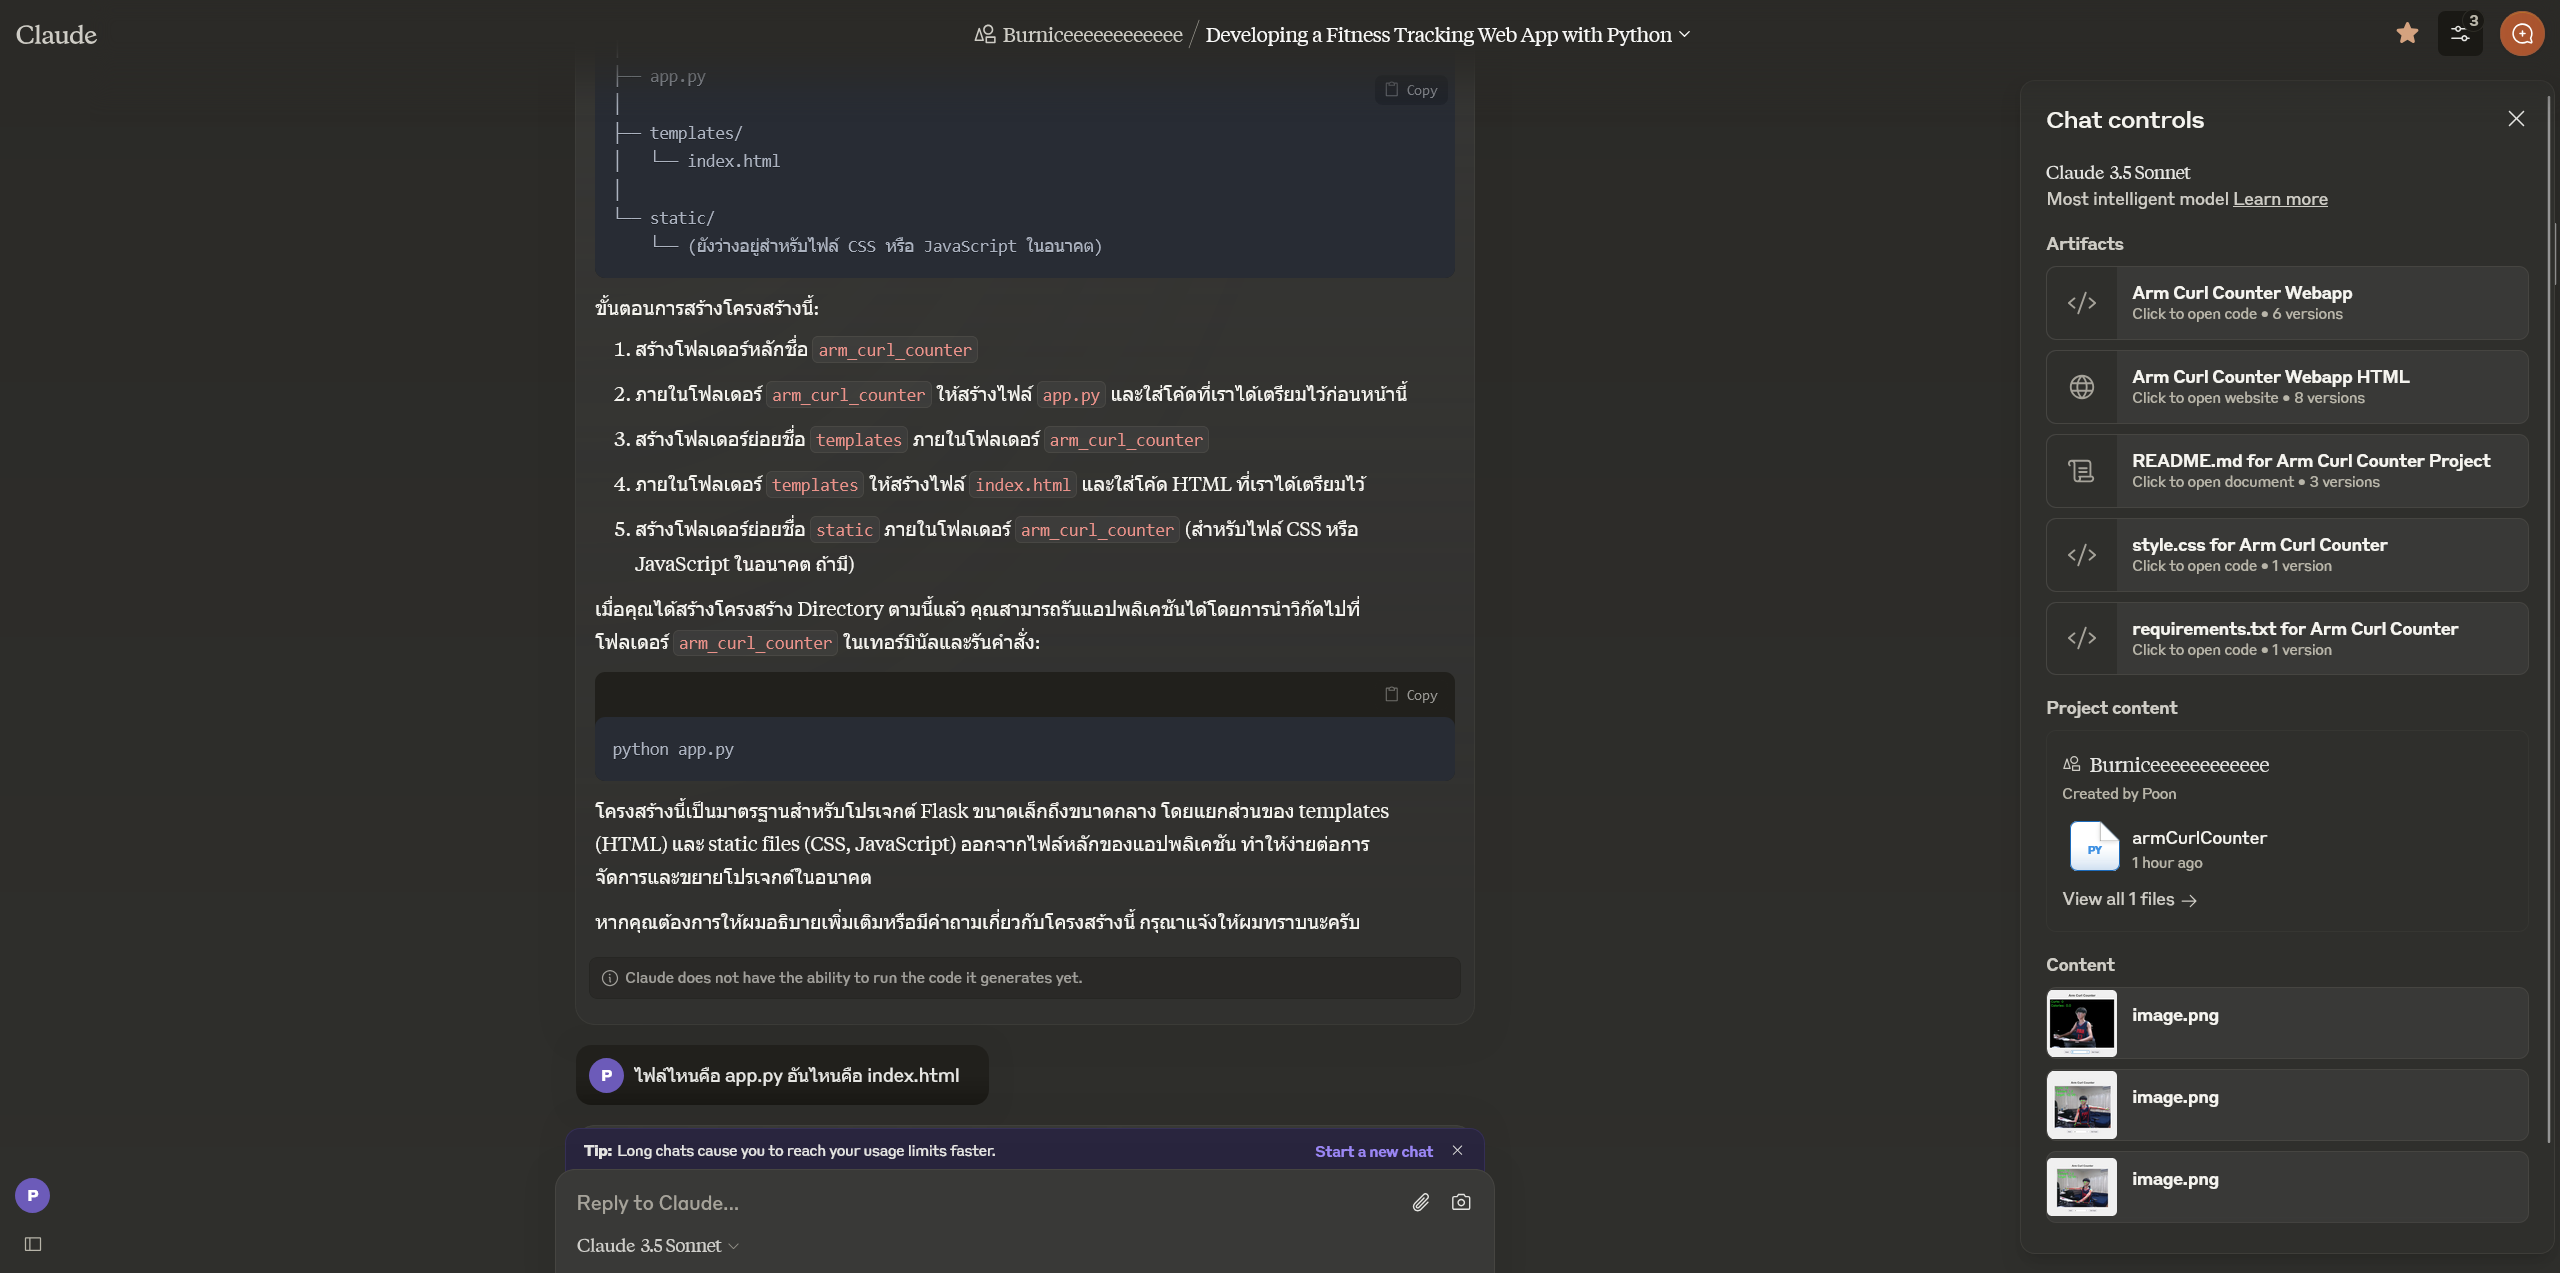 Claude
Burniceeeeeeeeeeeee / Developing a Fitness Tracking Web App with Python
3
├── app.py
│
├── templates/
│   └── index.html
│
└── static/
    └── (ยังว่างอยู่สำหรับไฟล์ CSS หรือ JavaScript ในอนาคต)
Copy
ขั้นตอนการสร้างโครงสร้างนี้:
1. สร้างโฟลเดอร์หลักชื่อ arm_curl_counter
2. ภายในโฟลเดอร์ arm_curl_counter ให้สร้างไฟล์ app.py และใส่โค้ดที่เราได้เตรียมไว้ก่อนหน้านี้
3. สร้างโฟลเดอร์ย่อยชื่อ templates ภายในโฟลเดอร์ arm_curl_counter
4. ภายในโฟลเดอร์ templates ให้สร้างไฟล์ index.html และใส่โค้ด HTML ที่เราได้เตรียมไว้
5. สร้างโฟลเดอร์ย่อยชื่อ static ภายในโฟลเดอร์ arm_curl_counter (สำหรับไฟล์ CSS หรือ
JavaScript ในอนาคต ถ้ามี)
เมื่อคุณได้สร้างโครงสร้าง Directory ตามนี้แล้ว คุณสามารถรันแอปพลิเคชันได้โดยการนำวิกัดไปที่
โฟลเดอร์ arm_curl_counter ในเทอร์มินัลและรันคำสั่ง:
Copy
python app.py
โครงสร้างนี้เป็นมาตรฐานสำหรับโปรเจกต์ Flask ขนาดเล็กถึงขนาดกลาง โดยแยกส่วนของ templates
(HTML) และ static files (CSS, JavaScript) ออกจากไฟล์หลักของแอปพลิเคชัน ทำให้ง่ายต่อการ
จัดการและขยายโปรเจกต์ในอนาคต
หากคุณต้องการให้ผมอธิบายเพิ่มเติมหรือมีคำถามเกี่ยวกับโครงสร้างนี้ กรุณาแจ้งให้ผมทราบนะครับ
Claude does not have the ability to run the code it generates yet.
P ไฟล์ไหนคือ app.py อันไหนคือ index.html
Tip: Long chats cause you to reach your usage limits faster.
Start a new chat
Reply to Claude...
Claude 3.5 Sonnet
P
Chat controls
Claude 3.5 Sonnet
Most intelligent model Learn more
Artifacts
Arm Curl Counter Webapp
Click to open code • 6 versions
Arm Curl Counter Webapp HTML
Click to open website • 8 versions
README.md for Arm Curl Counter Project
Click to open document • 3 versions
style.css for Arm Curl Counter
Click to open code • 1 version
requirements.txt for Arm Curl Counter
Click to open code • 1 version
Project content
Burniceeeeeeeeeeeee
Created by Poon
PY
armCurlCounter
1 hour ago
View all 1 files →
Content
image.png
image.png
image.png